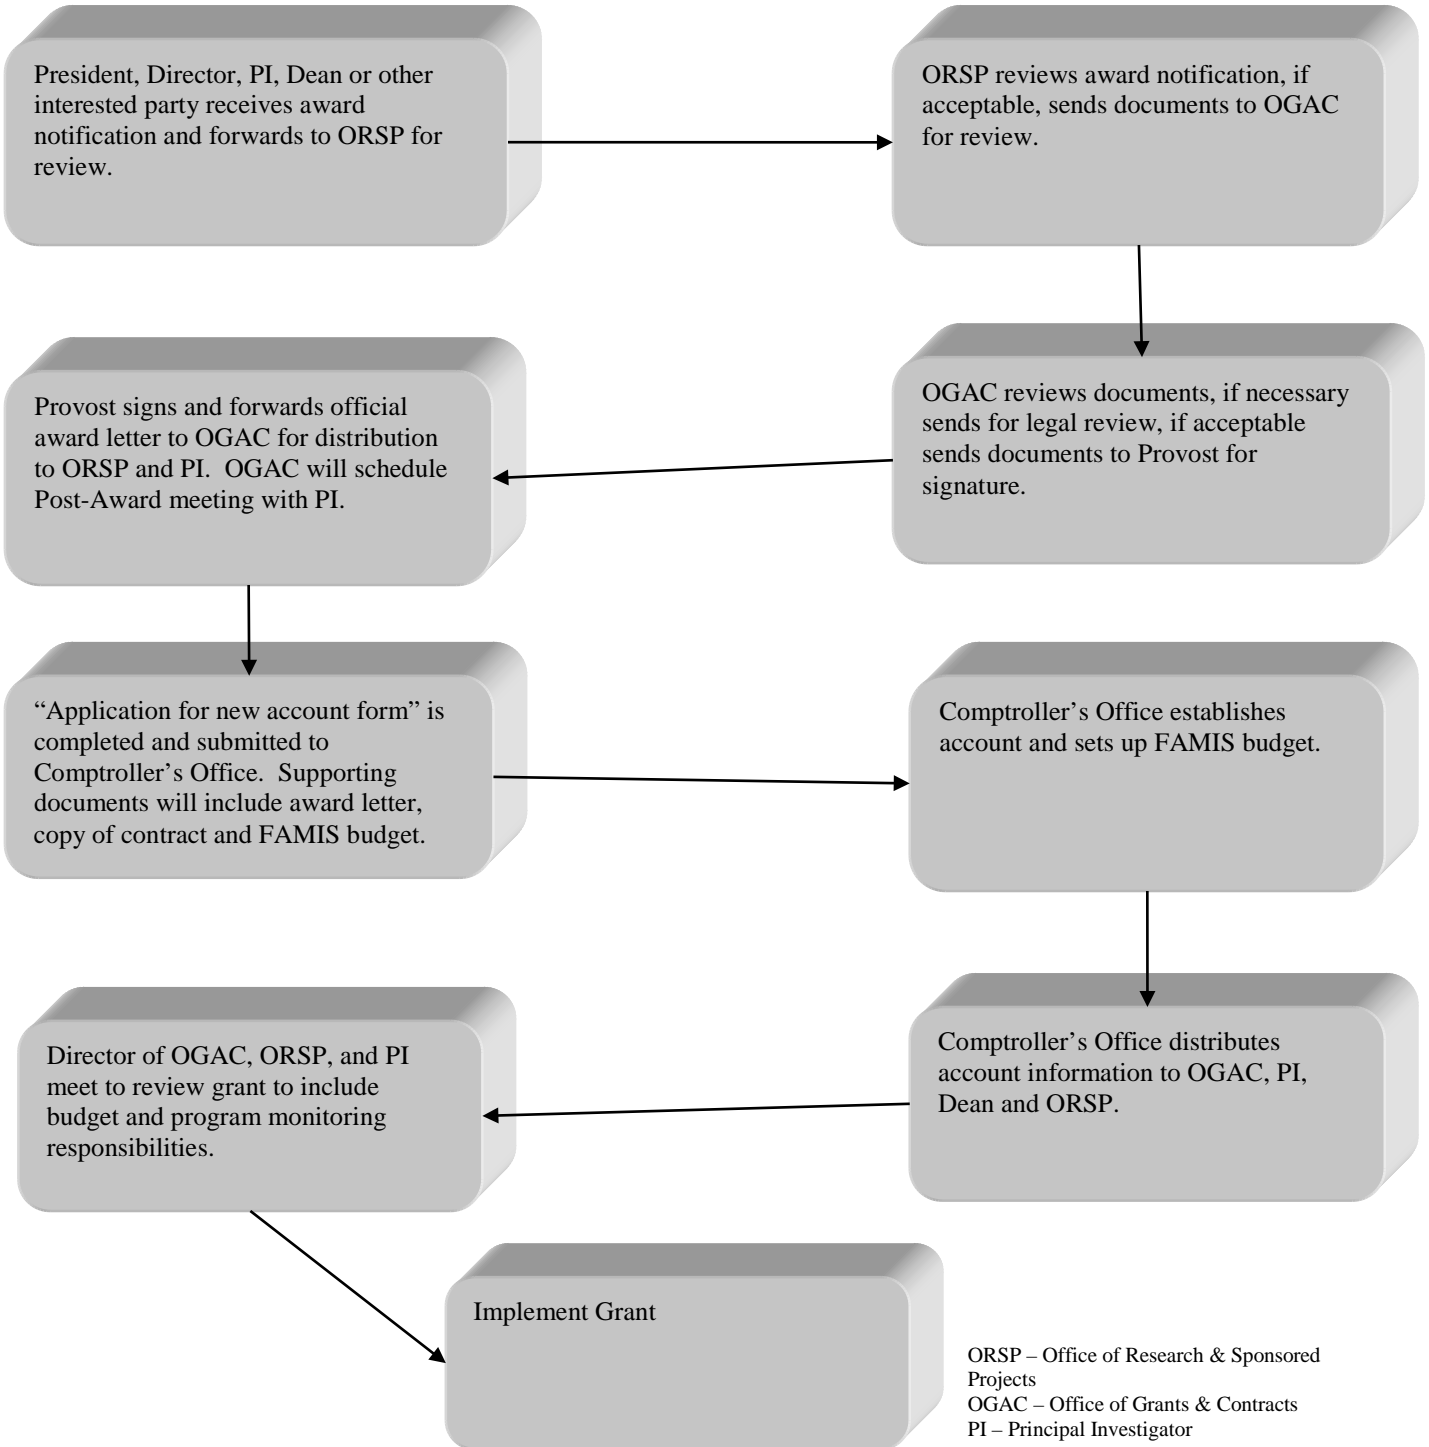 President, Director, PI, Dean or other
interested party receives award
notification and forwards to ORSP for
review.
ORSP reviews award notification, if
acceptable, sends documents to OGAC
for review.
OGAC reviews documents, if necessary
sends for legal review, if acceptable
sends documents to Provost for
signature.
Provost signs and forwards official
award letter to OGAC for distribution
to ORSP and PI.  OGAC will schedule
Post-Award meeting with PI.
“Application for new account form” is
completed and submitted to
Comptroller’s Office.  Supporting
documents will include award letter,
copy of contract and FAMIS budget.
Comptroller’s Office establishes
account and sets up FAMIS budget.
Comptroller’s Office distributes
account information to OGAC, PI,
Dean and ORSP.
Director of OGAC, ORSP, and PI
meet to review grant to include
budget and program monitoring
responsibilities.
Implement Grant
ORSP – Office of Research & Sponsored
Projects
OGAC – Office of Grants & Contracts
PI – Principal Investigator